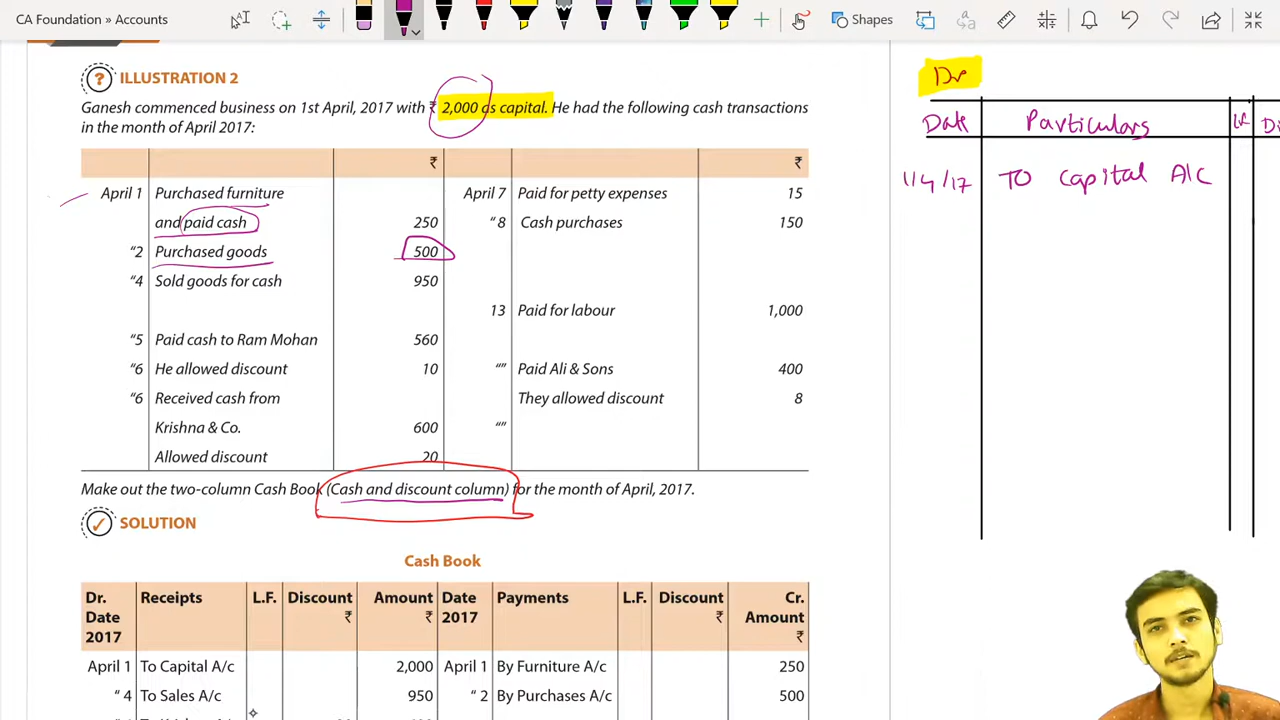 CA Foundation » Accounts
Shapes
ILLUSTRATION 2
Ganesh commenced business on 1st April, 2017 with ₹ 2,000 as capital. He had the following cash transactions
in the month of April 2017:
₹ ₹
April 1 Purchased furniture April 7 Paid for petty expenses 15
and paid cash 250 "8 Cash purchases 150
"2 Purchased goods 500
"4 Sold goods for cash 950
13 Paid for labour 1,000
"5 Paid cash to Ram Mohan 560
"6 He allowed discount 10 "" Paid Ali & Sons 400
"6 Received cash from They allowed discount 8
Krishna & Co. 600 ""
Allowed discount 20
Make out the two-column Cash Book (Cash and discount column) for the month of April, 2017.
SOLUTION
Cash Book
Dr. Receipts L.F. Discount Amount Date Payments L.F. Discount Cr.
Date ₹ ₹ 2017 ₹ Amount
2017 ₹
April 1 To Capital A/c 2,000 April 1 By Furniture A/c 250
" 4 To Sales A/c 950 " 2 By Purchases A/c 500
Dr
Date Particulars LF
1/4/17 To Capital A/c